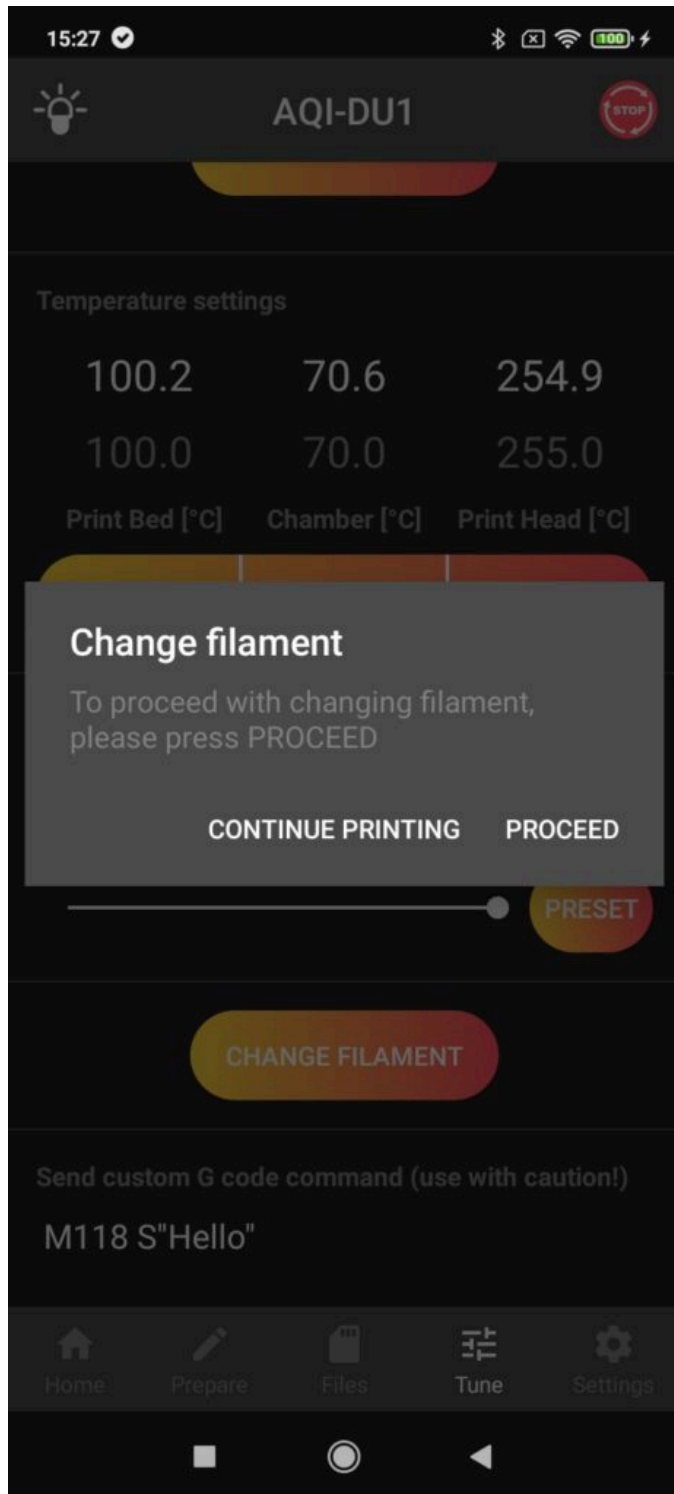 15:27
100
AQI-DU1
STOP
Temperature settings
100.2 70.6 254.9
100.0 70.0 255.0
Print Bed [°C] Chamber [°C] Print Head [°C]
Change filament
To proceed with changing filament,
please press PROCEED
CONTINUE PRINTING PROCEED
PRESET
CHANGE FILAMENT
Send custom G code command (use with caution!)
M118 S"Hello"
Home Prepare Files Tune Settings